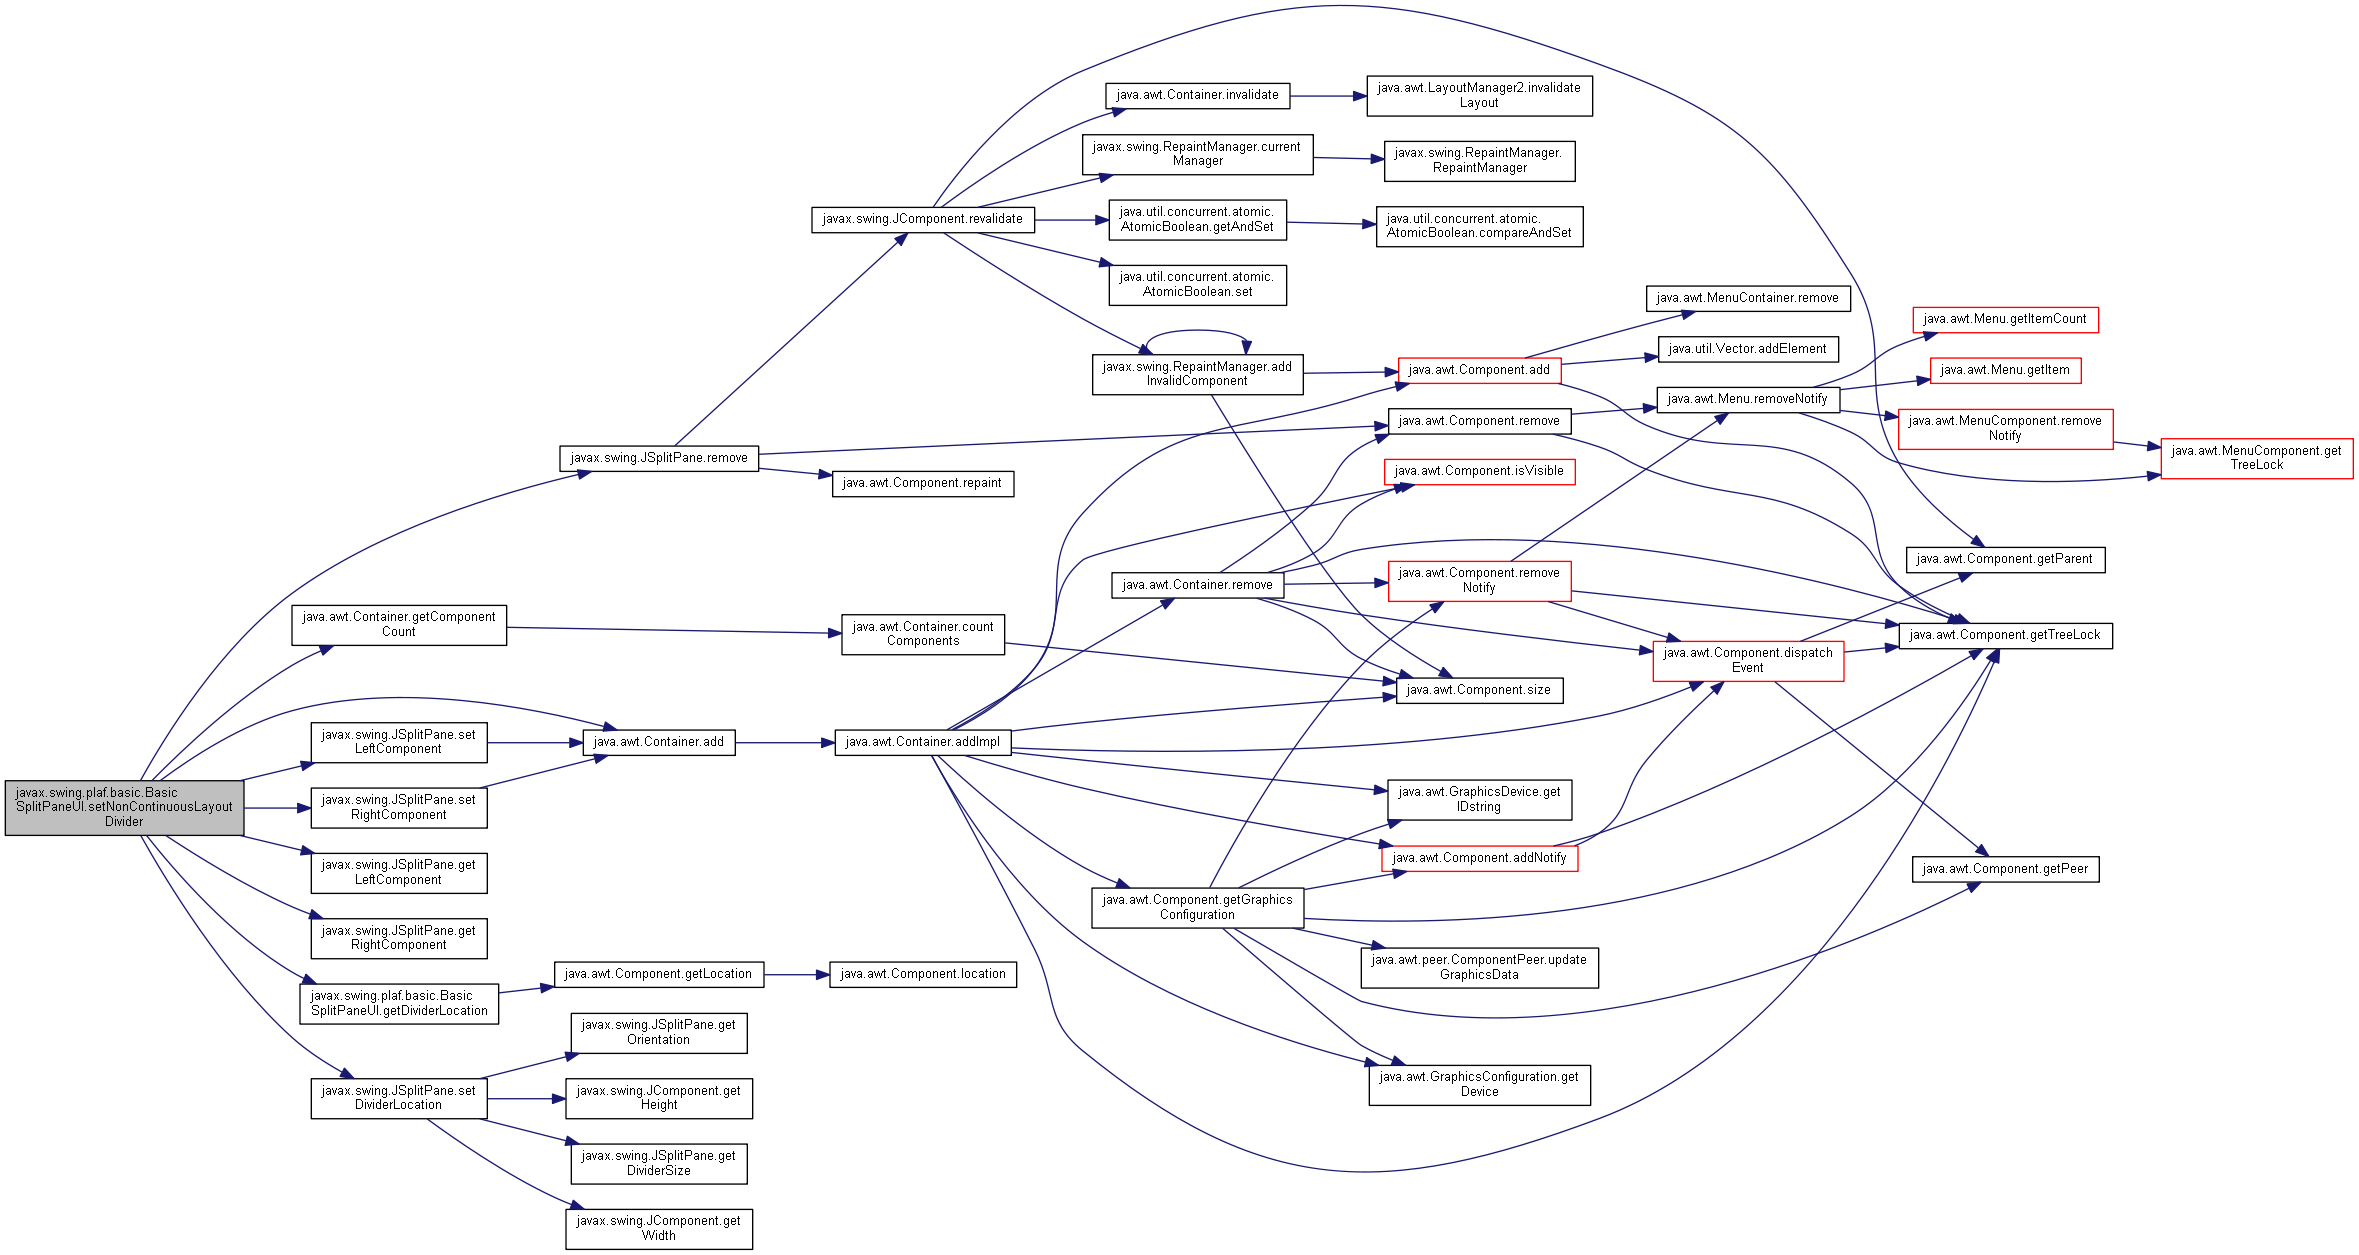 javax.swing.plaf.basic.Basic
SplitPaneUI.setNonContinuousLayout
Divider
javax.swing.JSplitPane.remove
java.awt.Container.getComponent
Count
javax.swing.JSplitPane.set
LeftComponent
javax.swing.JSplitPane.set
RightComponent
javax.swing.JSplitPane.get
LeftComponent
javax.swing.JSplitPane.get
RightComponent
javax.swing.plaf.basic.Basic
SplitPaneUI.getDividerLocation
javax.swing.JSplitPane.set
DividerLocation
java.awt.Container.add
java.awt.Component.getLocation
javax.swing.JSplitPane.get
Orientation
javax.swing.JComponent.get
Height
javax.swing.JSplitPane.get
DividerSize
javax.swing.JComponent.get
Width
javax.swing.JComponent.revalidate
java.awt.Component.repaint
java.awt.Container.count
Components
java.awt.Container.addImpl
java.awt.Component.location
java.awt.Container.invalidate
javax.swing.RepaintManager.current
Manager
java.util.concurrent.atomic.
AtomicBoolean.getAndSet
java.util.concurrent.atomic.
AtomicBoolean.set
javax.swing.RepaintManager.add
InvalidComponent
java.awt.Container.remove
java.awt.Component.getGraphics
Configuration
java.awt.LayoutManager2.invalidate
Layout
javax.swing.RepaintManager.
RepaintManager
java.util.concurrent.atomic.
AtomicBoolean.compareAndSet
java.awt.Component.add
java.awt.Component.remove
java.awt.Component.isVisible
java.awt.Component.remove
Notify
java.awt.Component.size
java.awt.GraphicsDevice.get
IDstring
java.awt.Component.addNotify
java.awt.peer.ComponentPeer.update
GraphicsData
java.awt.GraphicsConfiguration.get
Device
java.awt.MenuContainer.remove
java.util.Vector.addElement
java.awt.Menu.removeNotify
java.awt.Component.dispatch
Event
java.awt.Menu.getItemCount
java.awt.Menu.getItem
java.awt.MenuComponent.remove
Notify
java.awt.Component.getParent
java.awt.Component.getTreeLock
java.awt.Component.getPeer
java.awt.MenuComponent.get
TreeLock